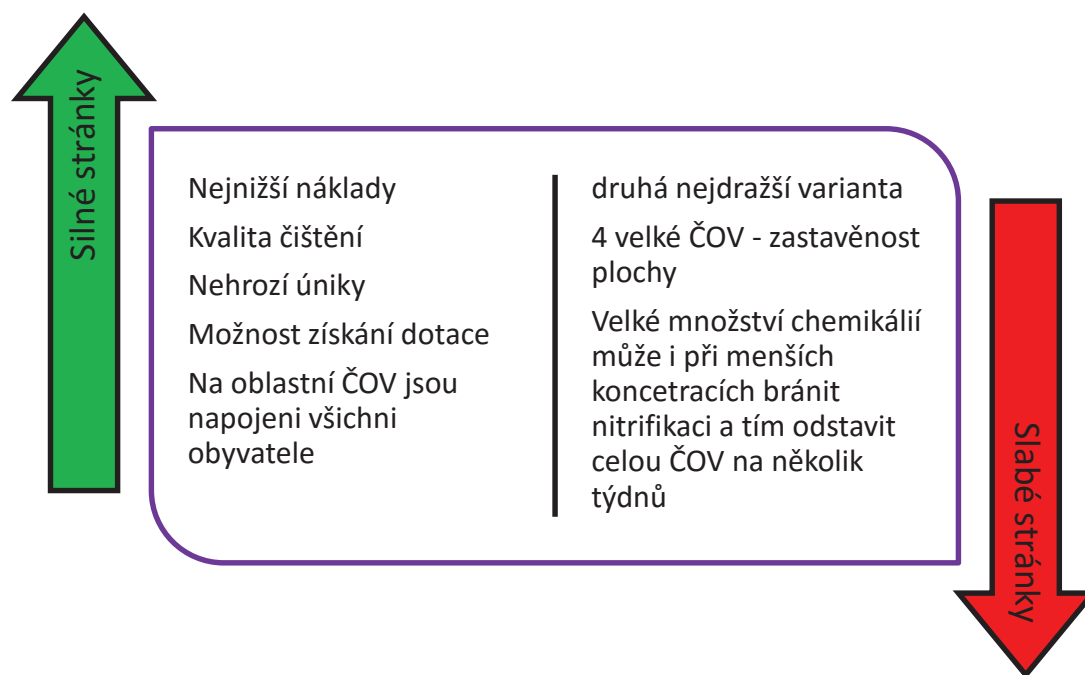 Silné stránky
Nejnižší náklady
Kvalita čištění
Nehrozí úniky
Možnost získání dotace
Na oblastní ČOV jsou
napojeni všichni
obyvatele
druhá nejdražší varianta
4 velké ČOV - zastavěnost
plochy
Velké množství chemikálií
může i při menších
koncetracích bránit
nitrifikaci a tím odstavit
celou ČOV na několik
týdnů
Slabé stránky